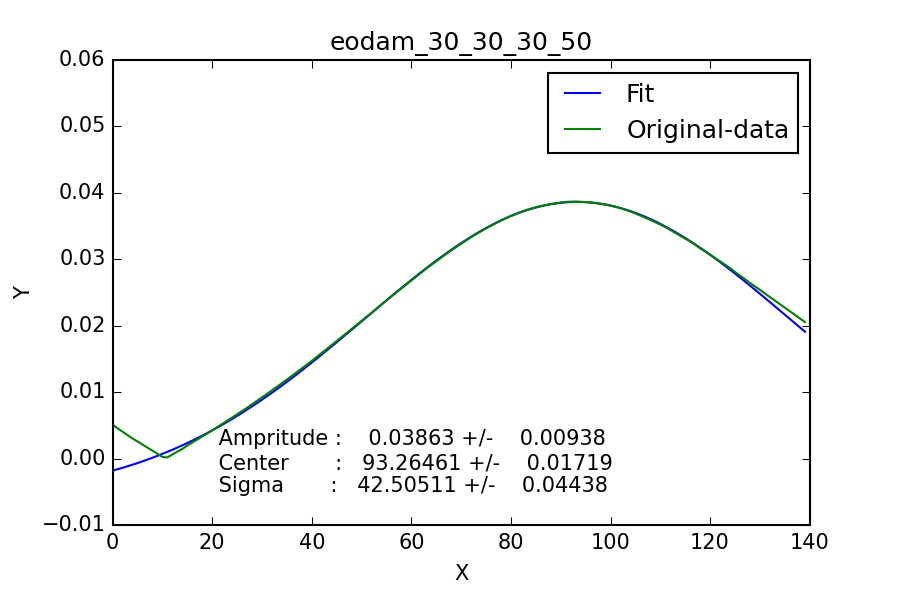 eodam_30_30_30_50
0.06
0.05
0.04
0.03
0.02
0.01
0.00
−0.01
Y
Fit
Original-data
Ampritude : 0.03863 +/- 0.00938
Center : 93.26461 +/- 0.01719
Sigma : 42.50511 +/- 0.04438
0 20 40 60 80 100 120 140
X